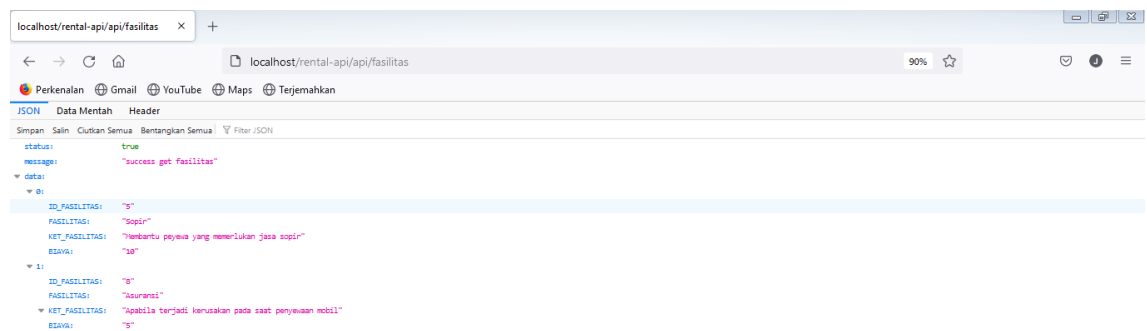 localhost/rental-api/api/fasilitas × +
localhost/rental-api/api/fasilitas 90% J
Perkenalan Gmail YouTube Maps Terjemahkan
JSON Data Mentah Header
Simpan Salin Ciutkan Semua Bentangkan Semua Filter JSON
status: true
message: "success get fasilitas"
data:
0:
ID_FASILITAS: "5"
FASILITAS: "Sopir"
KET_FASILITAS: "Membantu peyewa yang memerlukan jasa sopir"
BIAYA: "10"
1:
ID_FASILITAS: "8"
FASILITAS: "Asuransi"
KET_FASILITAS: "Apabila terjadi kerusakan pada saat penyewaan mobil"
BIAYA: "5"